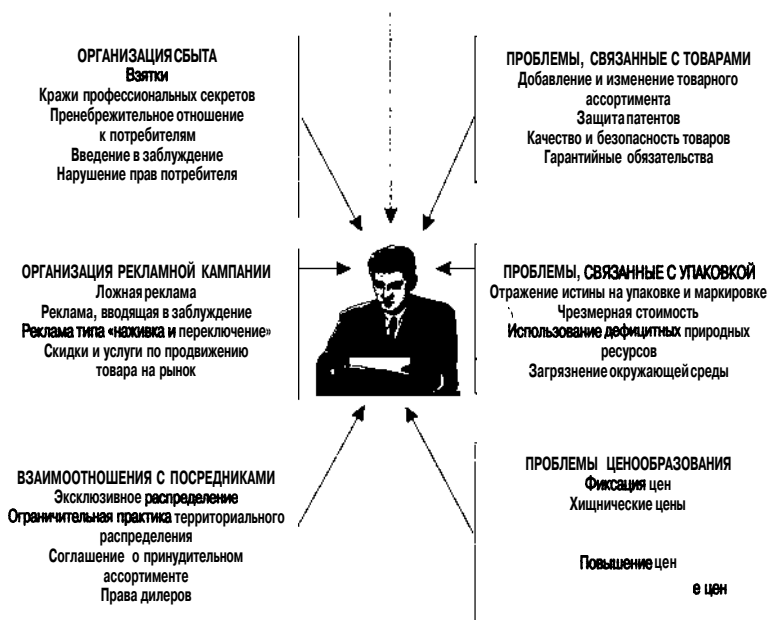 ОРГАНИЗАЦИЯ СБЫТА
Взятки
Кражи профессиональных секретов
Пренебрежительное отношение
к потребителям
Введение в заблуждение
Нарушение прав потребителя
ПРОБЛЕМЫ, СВЯЗАННЫЕ С ТОВАРАМИ
Добавление и изменение товарного
ассортимента
Защита патентов
Качество и безопасность товаров
Гарантийные обязательства
ОРГАНИЗАЦИЯ РЕКЛАМНОЙ КАМПАНИИ
Ложная реклама
Реклама, вводящая в заблуждение
Реклама типа «наживка и переключение»
Скидки и услуги по продвижению
товара на рынок
ПРОБЛЕМЫ, СВЯЗАННЫЕ С УПАКОВКОЙ
Отражение истины на упаковке и маркировке
Чрезмерная стоимость
Использование дефицитных природных
ресурсов
Загрязнение окружающей среды
ВЗАИМООТНОШЕНИЯ С ПОСРЕДНИКАМИ
Эксклюзивное распределение
Ограничительная практика территориального
распределения
Соглашение о принудительном
ассортименте
Права дилеров
ПРОБЛЕМЫ ЦЕНООБРАЗОВАНИЯ
Фиксация цен
Хищнические цены
Повышение цен
е цен